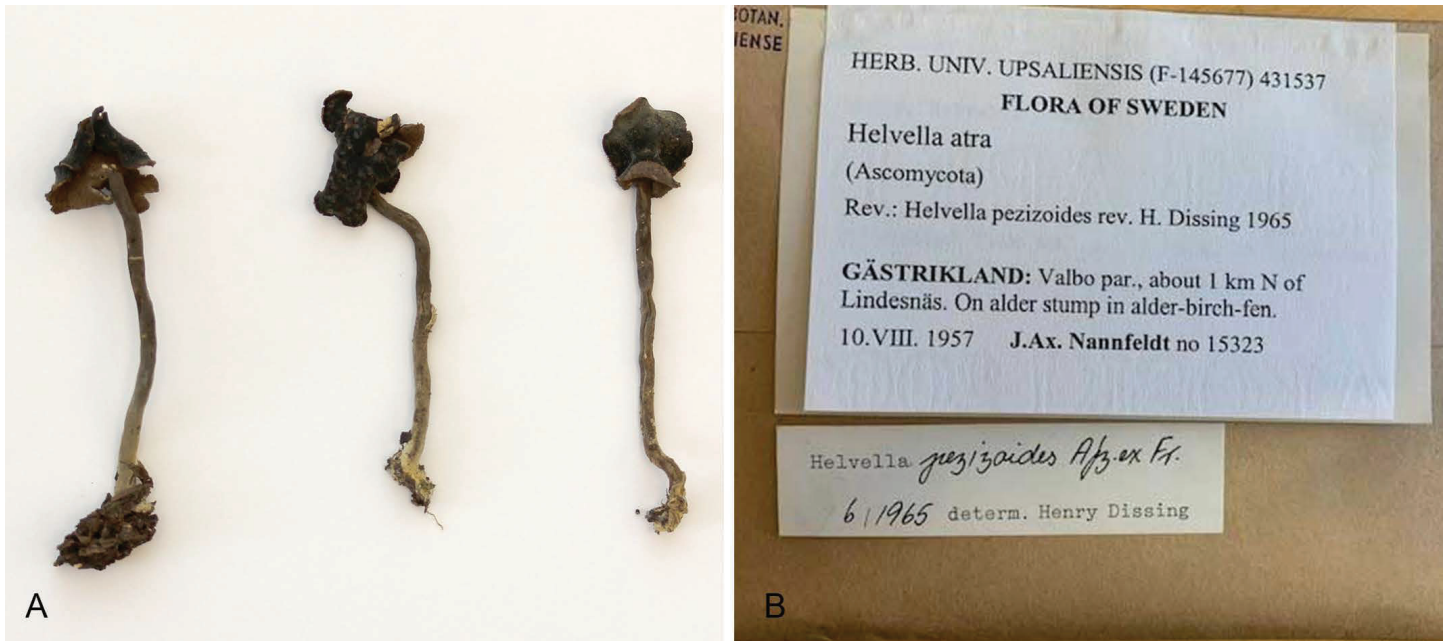 A
BOTAN.
IENSE
HERB. UNIV. UPSALIENSIS (F-145677) 431537
FLORA OF SWEDEN
Helvella atra
(Ascomycota)
Rev.: Helvella pezizoides rev. H. Dissing 1965
GÄSTRIKLAND: Valbo par., about 1 km N of
Lindesnäs. On alder stump in alder-birch-fen.
10.VIII. 1957 J.Ax. Nannfeldt no 15323
Helvella pezizoides Afz. ex Fr.
6/1965 determ. Henry Dissing
B